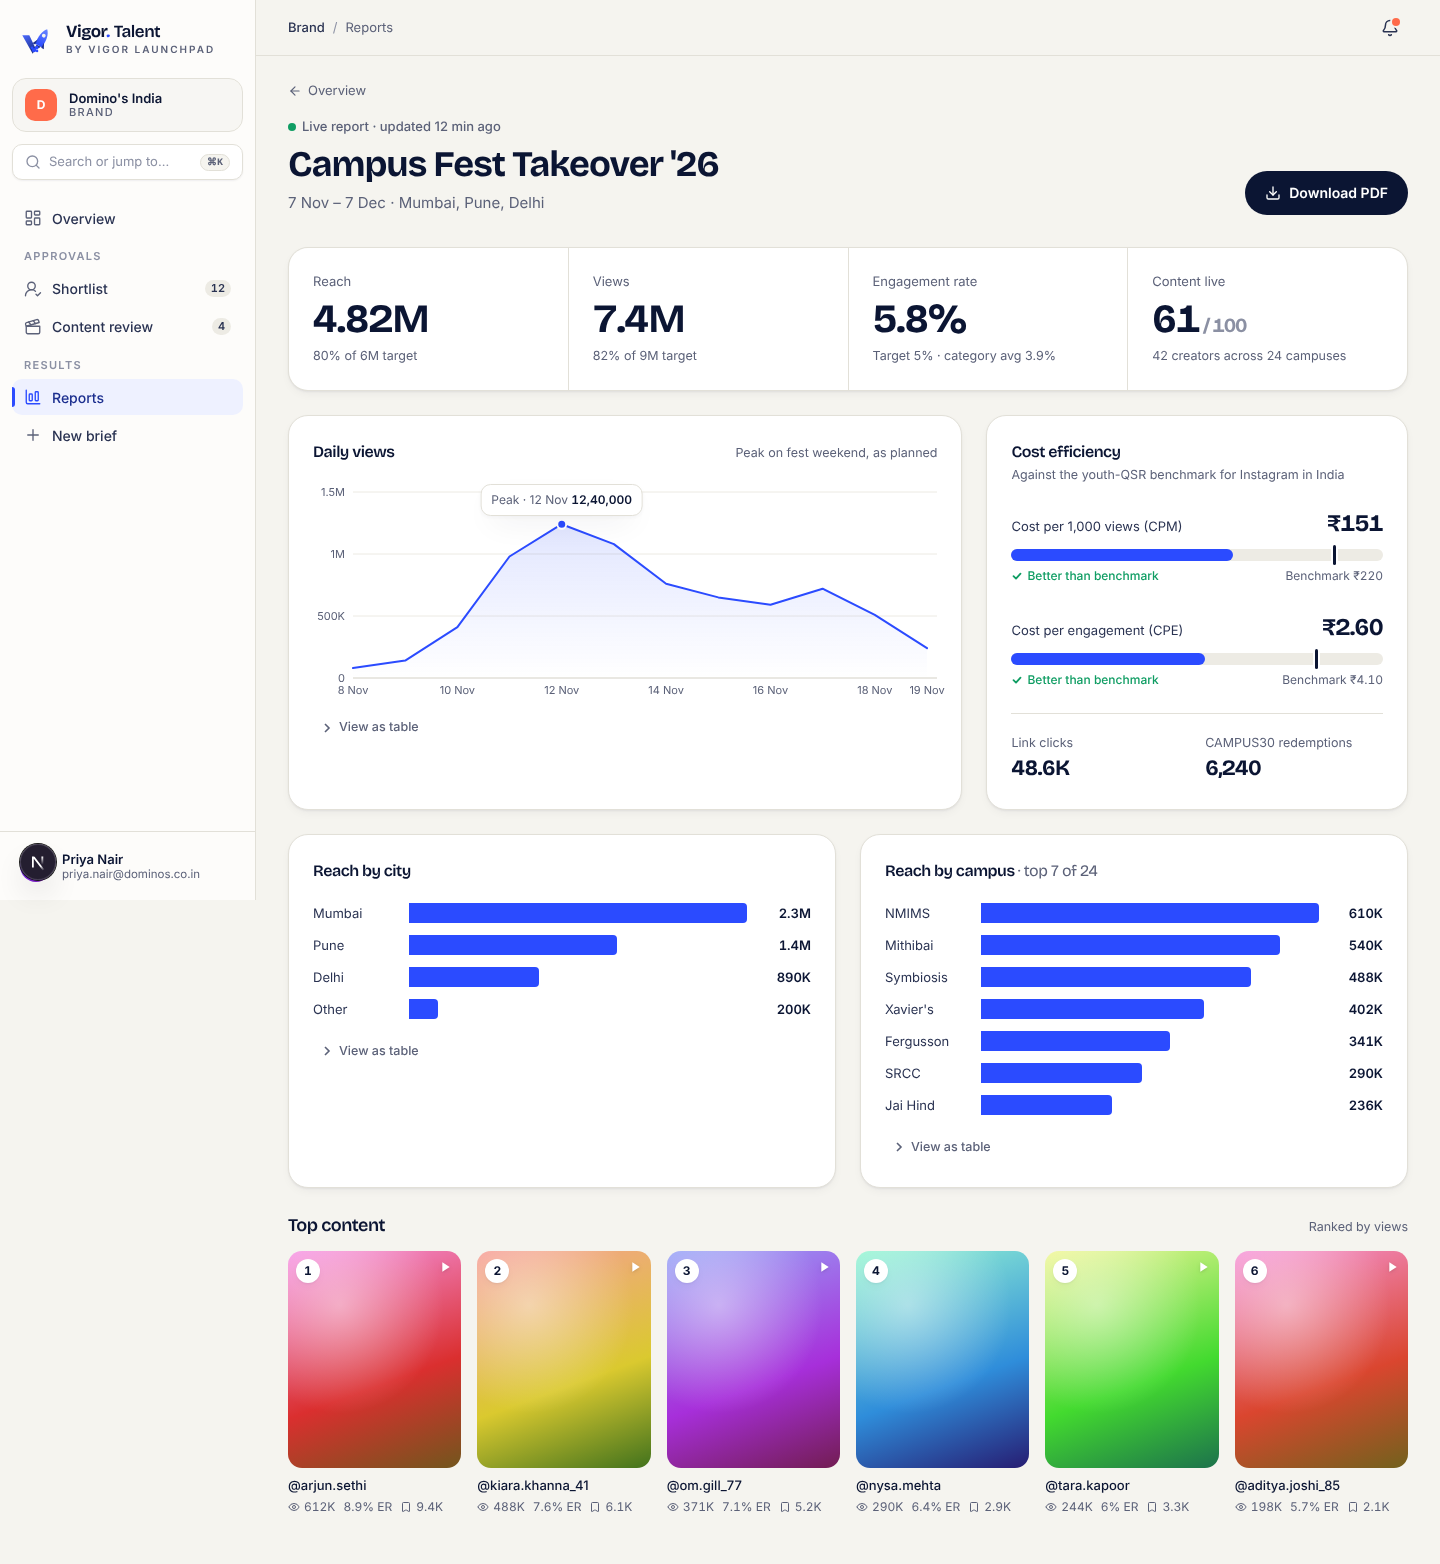 Vigor. Talent
BY VIGOR LAUNCHPAD
D
Domino's India
BRAND
Search or jump to...
⌘K
Overview
APPROVALS
Shortlist 12
Content review 4
RESULTS
Reports
New brief
N
Priya Nair
priya.nair@dominos.co.in
Brand / Reports
Overview
Live report · updated 12 min ago
Campus Fest Takeover '26
7 Nov – 7 Dec · Mumbai, Pune, Delhi
Download PDF
Reach
4.82M
80% of 6M target
Views
7.4M
82% of 9M target
Engagement rate
5.8%
Target 5% · category avg 3.9%
Content live
61 / 100
42 creators across 24 campuses
Daily views
Peak on fest weekend, as planned
1.5M
1M
500K
0
Peak · 12 Nov 12,40,000
8 Nov 10 Nov 12 Nov 14 Nov 16 Nov 18 Nov 19 Nov
View as table
Cost efficiency
Against the youth-QSR benchmark for Instagram in India
Cost per 1,000 views (CPM) ₹151
Better than benchmark Benchmark ₹220
Cost per engagement (CPE) ₹2.60
Better than benchmark Benchmark ₹4.10
Link clicks
48.6K
CAMPUS30 redemptions
6,240
Reach by city
Mumbai 2.3M
Pune 1.4M
Delhi 890K
Other 200K
View as table
Reach by campus · top 7 of 24
NMIMS 610K
Mithibai 540K
Symbiosis 488K
Xavier's 402K
Fergusson 341K
SRCC 290K
Jai Hind 236K
View as table
Top content
Ranked by views
1
@arjun.sethi
612K 8.9% ER 9.4K
2
@kiara.khanna_41
488K 7.6% ER 6.1K
3
@om.gill_77
371K 7.1% ER 5.2K
4
@nysa.mehta
290K 6.4% ER 2.9K
5
@tara.kapoor
244K 6% ER 3.3K
6
@aditya.joshi_85
198K 5.7% ER 2.1K